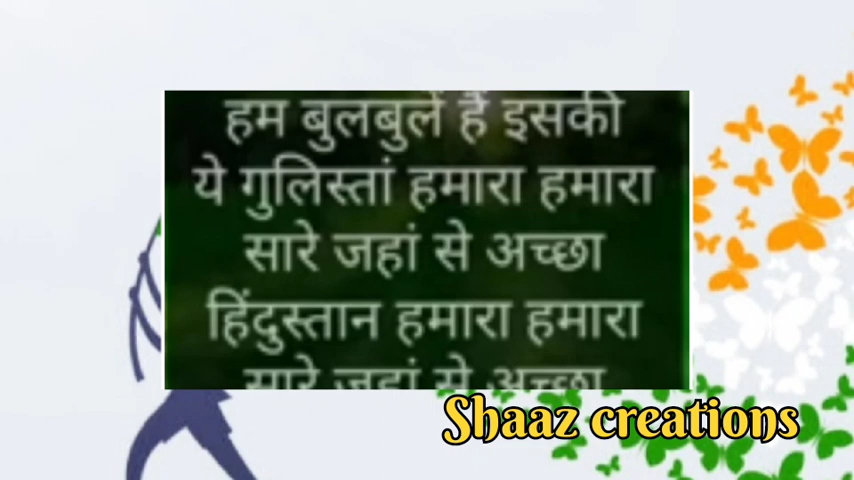 हम बुलबुलें हैं इसकी
ये गुलिस्तां हमारा हमारा
सारे जहां से अच्छा
हिंदुस्तान हमारा हमारा
सारे जहां से अच्छा
Shaaz creations